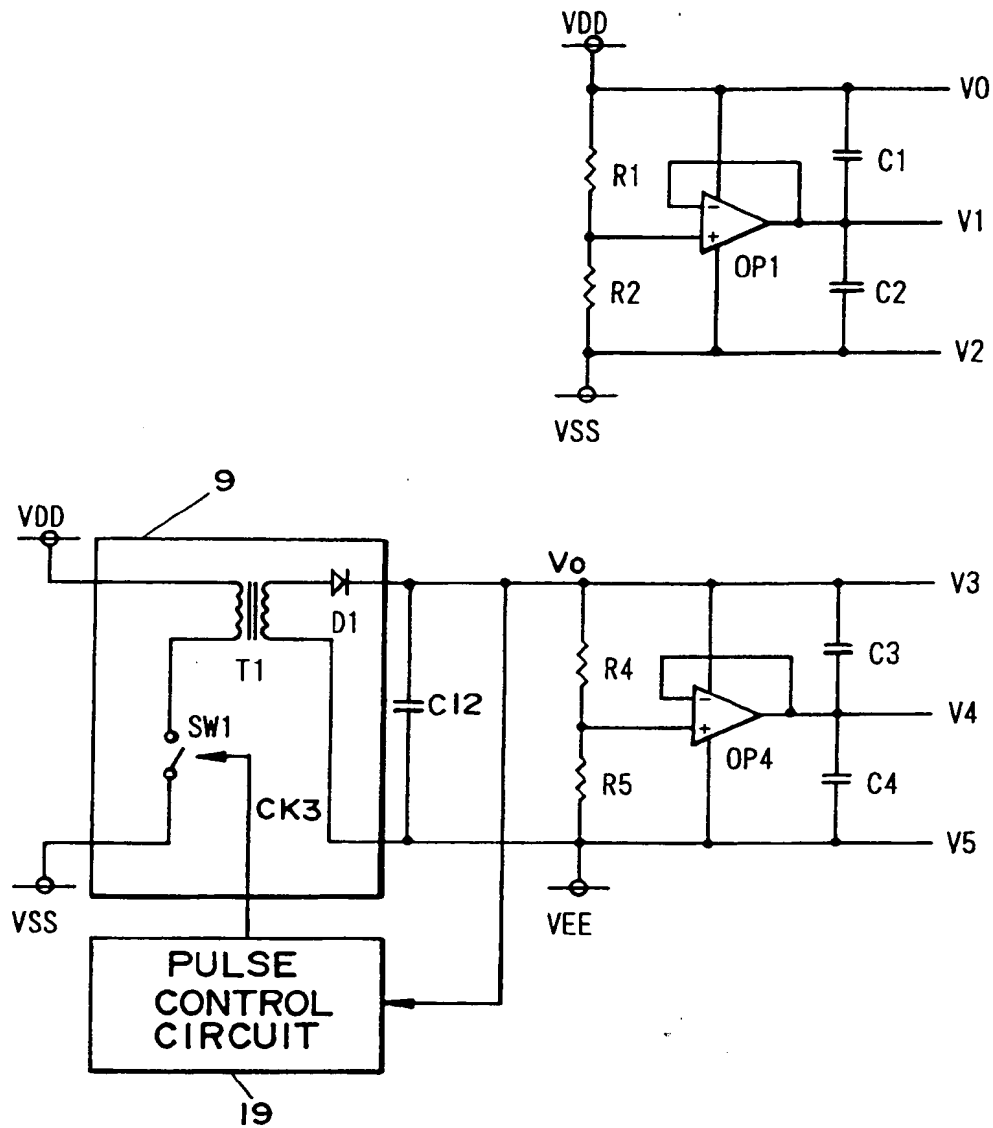 VDD
V0
R1
C1
V1
OP1
R2
C2
V2
VSS
9
VDD
Vo
V3
D1
T1
R4
C3
C12
SW1
V4
OP4
R5
C4
CK3
V5
VSS
VEE
PULSE
CONTROL
CIRCUIT
19
-
+
-
+